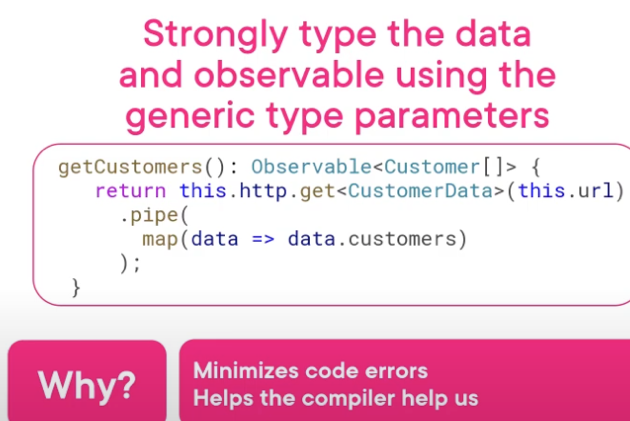 Strongly type the data
and observable using the
generic type parameters
getCustomers(): Observable<Customer[]> {
return this.http.get<CustomerData>(this.url)
.pipe(
map(data => data.customers)
);
}
Why?
Minimizes code errors
Helps the compiler help us